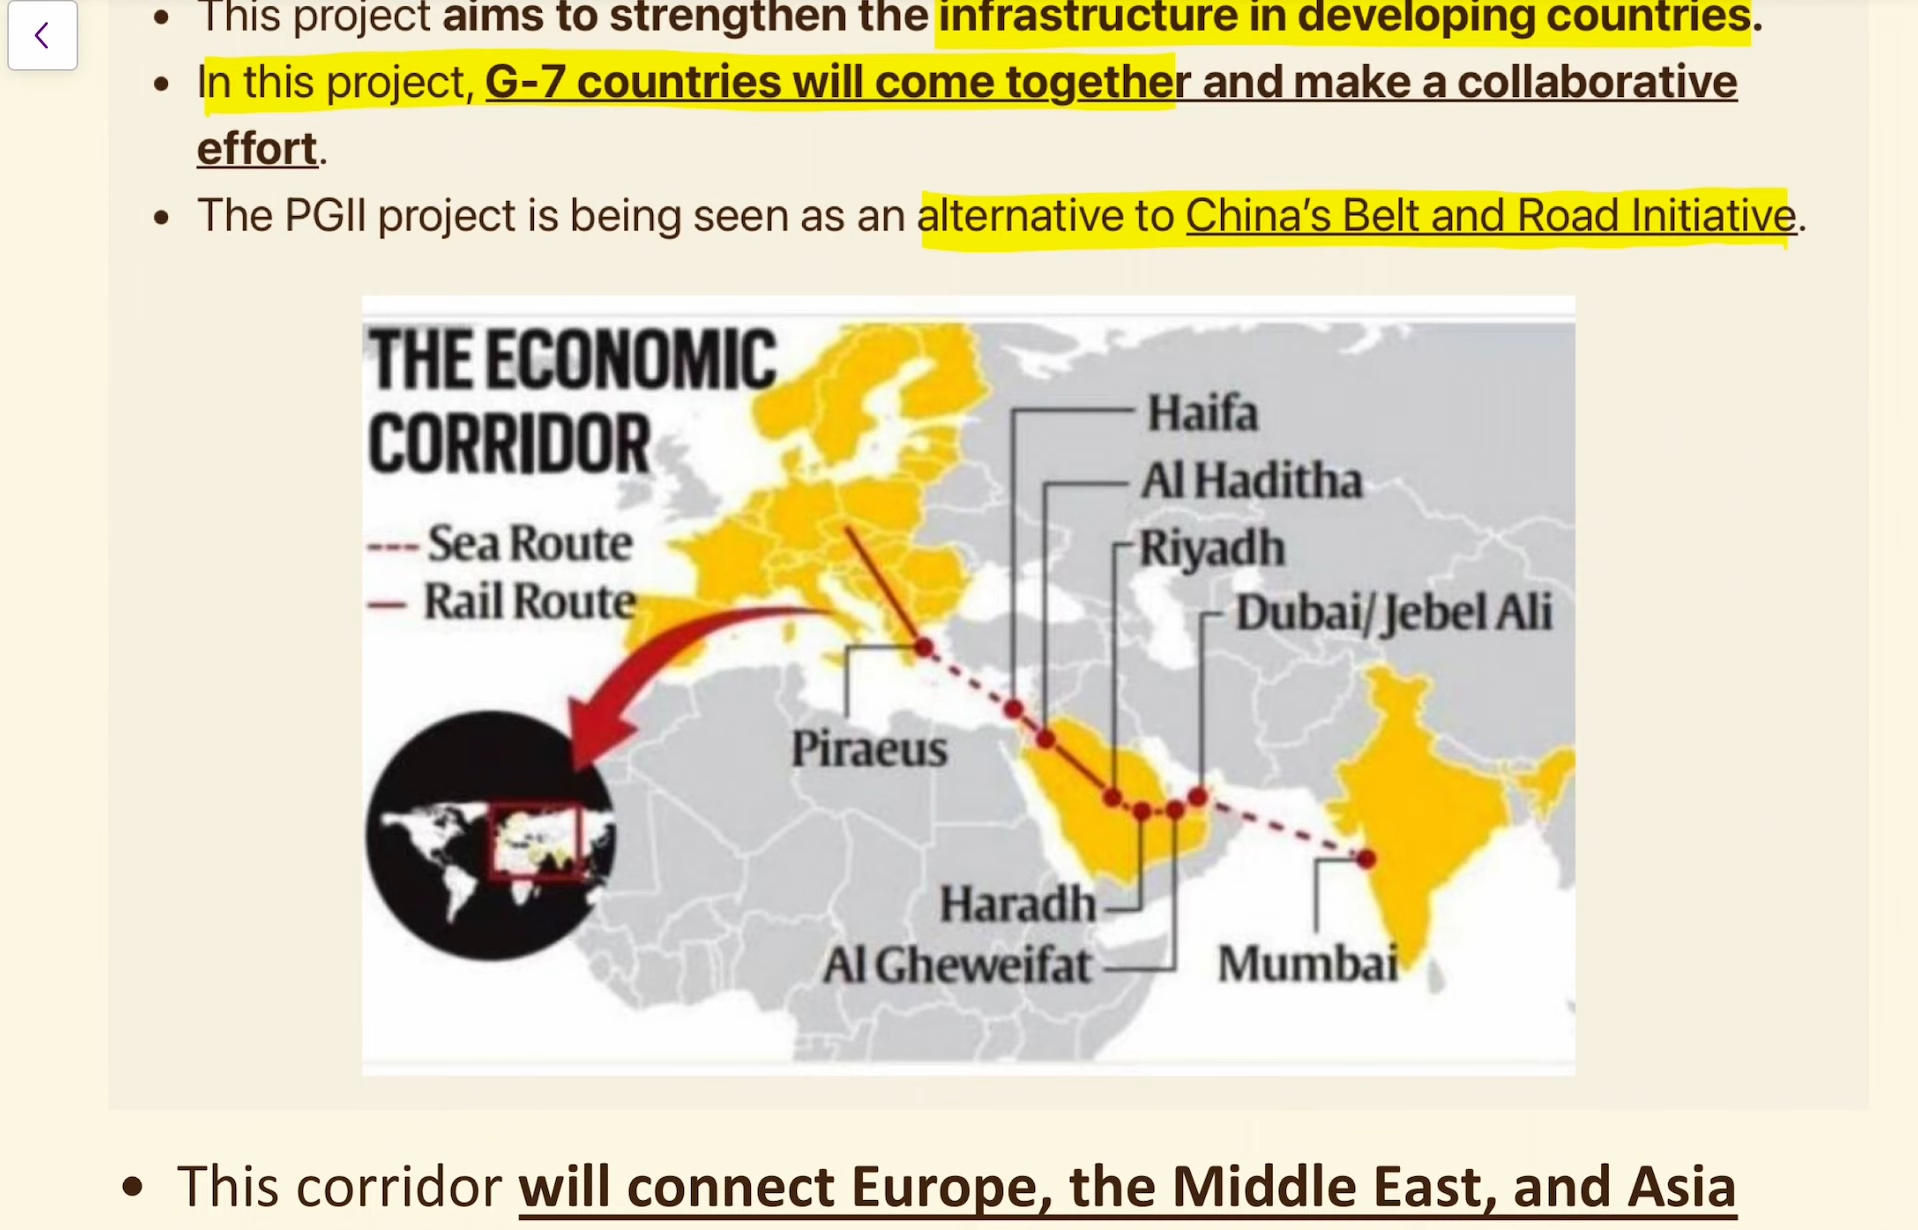 • This project aims to strengthen the infrastructure in developing countries.
• In this project, G-7 countries will come together and make a collaborative
effort.
• The PGII project is being seen as an alternative to China's Belt and Road Initiative.
THE ECONOMIC
CORRIDOR
Sea Route
Rail Route
Haifa
Al Haditha
Riyadh
Dubai/Jebel Ali
Piraeus
Haradh
Al Gheweifat
Mumbai
• This corridor will connect Europe, the Middle East, and Asia